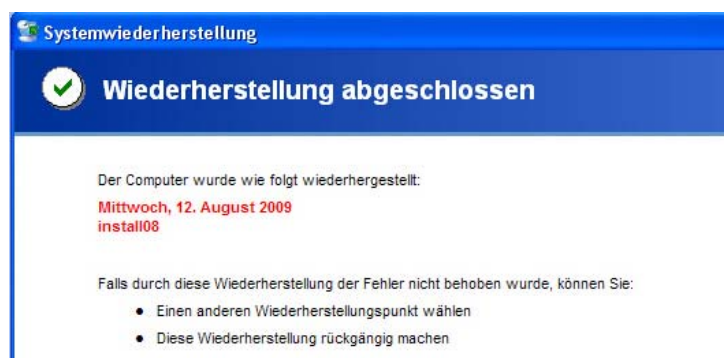 Systemwiederherstellung
Wiederherstellung abgeschlossen
Der Computer wurde wie folgt wiederhergestellt:
Mittwoch, 12. August 2009
install08
Falls durch diese Wiederherstellung der Fehler nicht behoben wurde, können Sie:
• Einen anderen Wiederherstellungspunkt wählen
• Diese Wiederherstellung rückgängig machen